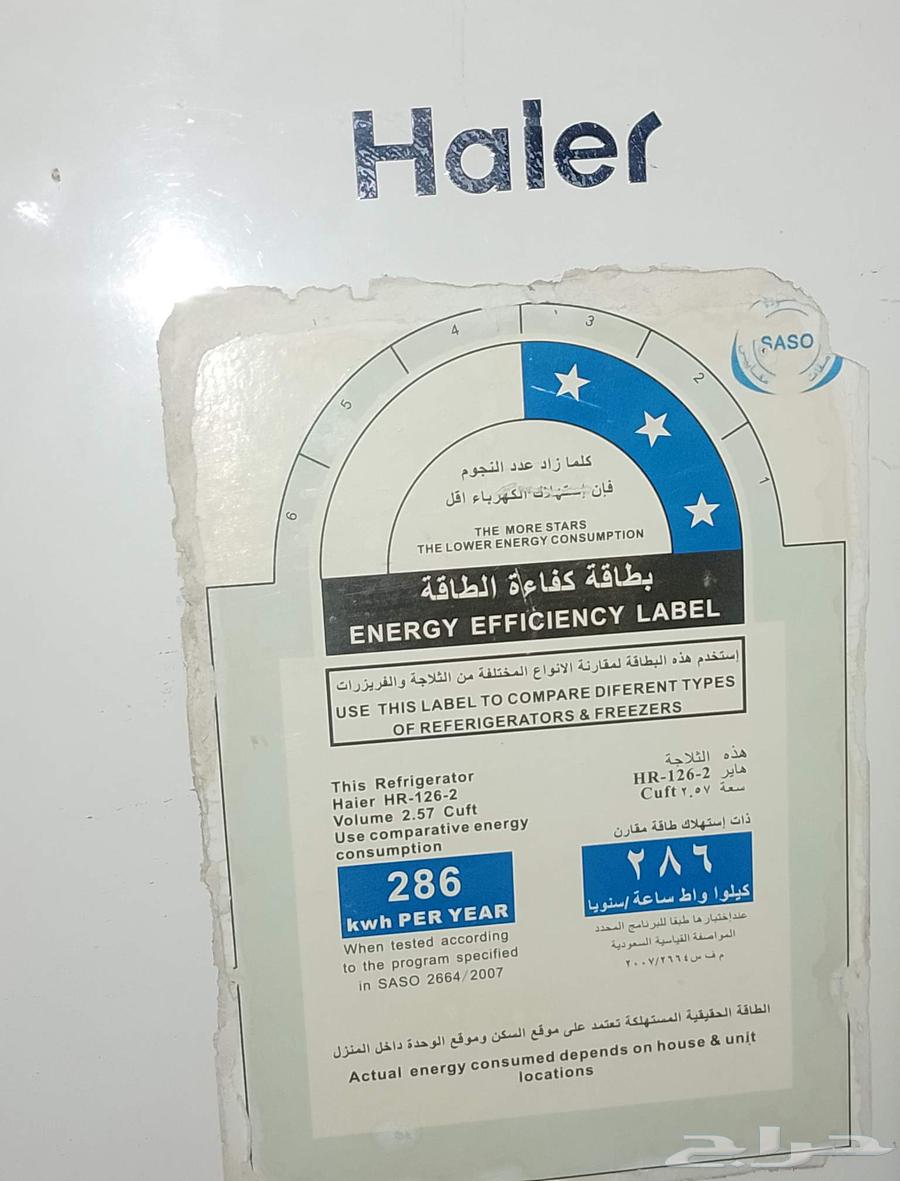 Haier
6 5 4 3 2 1
SASO
كلما زاد عدد النجوم
فإن إستهلاك الكهرباء اقل
THE MORE STARS
THE LOWER ENERGY CONSUMPTION
بطاقة كفاءة الطاقة
ENERGY EFFICIENCY LABEL
إستخدم هذه البطاقة لمقارنة الانواع المختلفة من الثلاجة والفريزرات
USE THIS LABEL TO COMPARE DIFERENT TYPES
OF REFERIGERATORS & FREEZERS
This Refrigerator
Haier HR-126-2
Volume 2.57 Cuft
Use comparative energy
consumption
286
kwh PER YEAR
When tested according
to the program specified
in SASO 2664/2007
هذه الثلاجة
هاير HR-126-2
سعة ٢.٥٧ Cuft
ذات إستهلاك طاقة مقارن
٢٨٦
كيلوا واط ساعة /سنويا
عندإختبارها طبقا للبرنامج المحدد
المواصفة القياسية السعودية
م ق س ٢٠٠٧/٢٦٦٤
الطاقة الحقيقية المستهلكة تعتمد على موقع السكن وموقع الوحدة داخل المنزل
Actual energy consumed depends on house & unit
locations
حراج